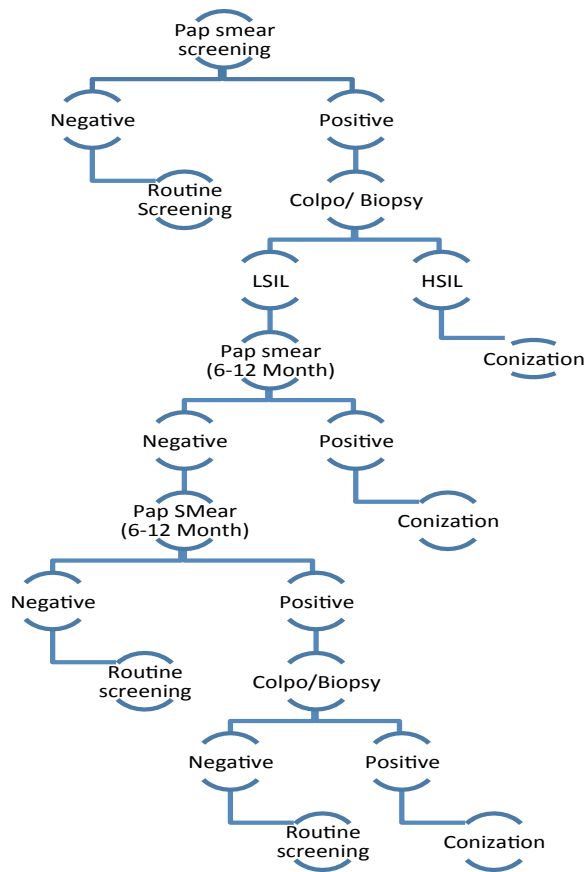 Pap smear
screening
Negative
Positive
Routine
Screening
Colpo/ Biopsy
LSIL
HSIL
Pap smear
(6-12 Month)
Conization
Negative
Positive
Pap SMear
(6-12 Month)
Conization
Negative
Positive
Routine
screening
Colpo/Biopsy
Negative
Positive
Routine
screening
Conization